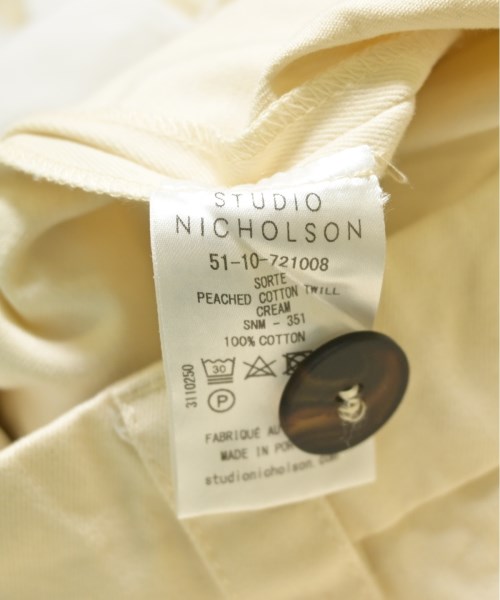 STUDIO
NICHOLSON
51-10-721008
SORTE
PEACHED COTTON TWILL
CREAM
SNM - 351
100% COTTON
30
P
3110250
FABRIQUE AU
MADE IN
studionicholson.com